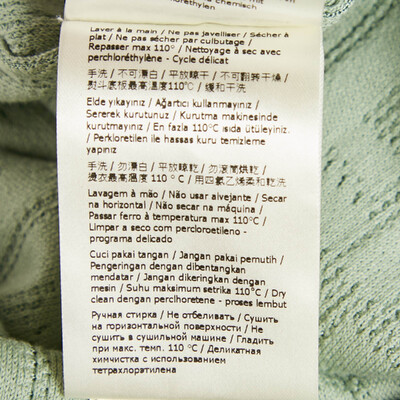 chemisch
rethylen
Laver à la main / Ne pas javelliser / Sécher à
plat / Ne pas sécher par culbutage /
Repasser max 110° / Nettoyage à sec avec
perchloréthylène - Cycle délicat
手洗 / 不可漂白 / 平放晾干 / 不可翻转干燥 /
熨斗底板最高温度110℃ / 缓和干洗
Elde yıkayınız / Ağartıcı kullanmayınız /
Sererek kurutunuz / Kurutma makinesinde
kurutmayınız / En fazla 110°C ısıda ütüleyiniz.
/ Perkloretilen ile hassas kuru temizleme
yapınız
手洗 / 勿漂白 / 平放晾乾 / 勿滾筒烘乾 /
燙衣最高溫度110 ° C / 用四氯乙烯柔和乾洗
Lavagem à mão / Não usar alvejante / Secar
na horizontal / Não secar na máquina /
Passar ferro à temperatura max 110°C /
Limpar a seco com percloroetileno -
programa delicado
Cuci pakai tangan / Jangan pakai pemutih /
Pengeringan dengan dibentangkan
mendatar / Jangan dikeringkan dengan
mesin / Suhu maksimum setrika 110°C / Dry
clean dengan perclhoretene - proses lembut
Ручная стирка / Не отбеливать / Сушить
на горизонтальной поверхности / Не
сушить в сушильной машине / Гладить
при макс. темп. 110 °C / Деликатная
химчистка с использованием
тетрахлорэтилена